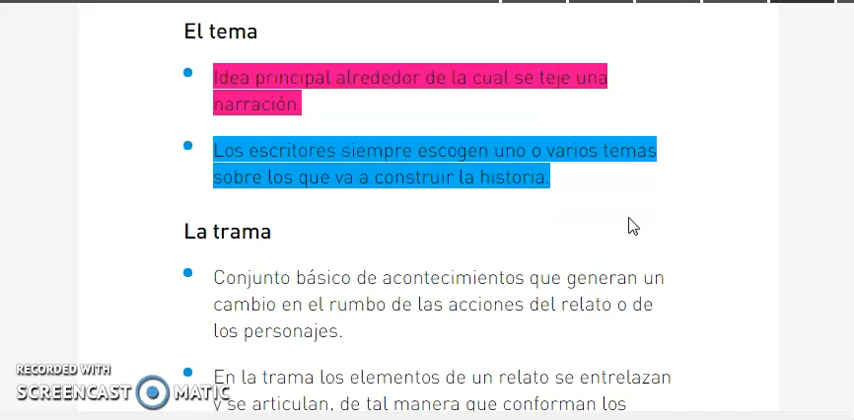 El tema
Idea principal alrededor de la cual se teje una
narración.
Los escritores siempre escogen uno o varios temas
sobre los que va a construir la historia.
La trama
Conjunto básico de acontecimientos que generan un
cambio en el rumbo de las acciones del relato o de
los personajes.
En la trama los elementos de un relato se entrelazan
y se articulan, de tal manera que conforman los
RECORDED WITH
SCREENCAST MATIC